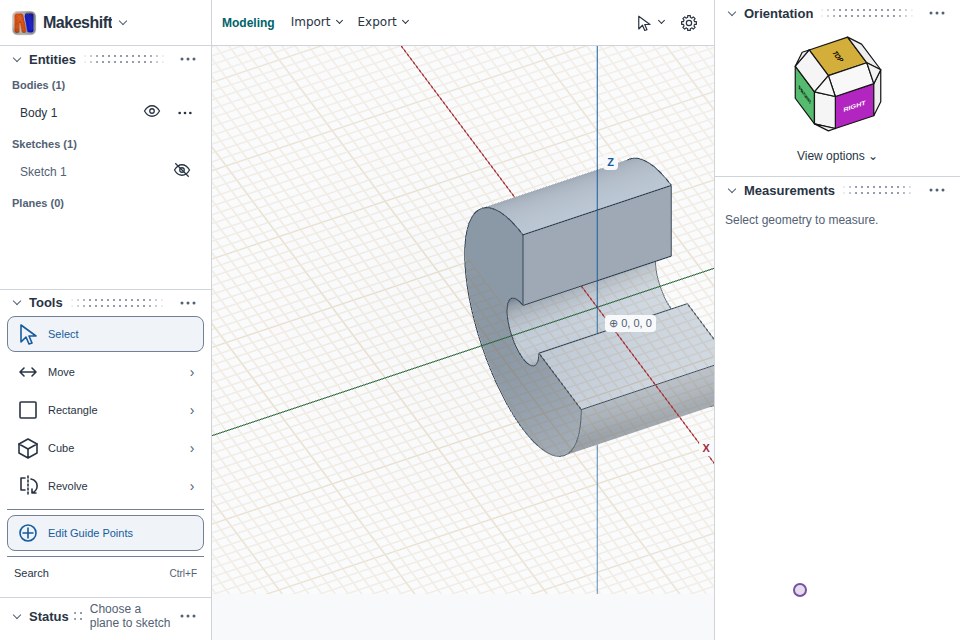 Makeshift
Modeling
Import
Export
Entities
Bodies (1)
Body 1
Sketches (1)
Sketch 1
Planes (0)
Tools
Select
Move
Rectangle
Cube
Revolve
Edit Guide Points
Search
Ctrl+F
Status
Choose a
plane to sketch
Z
⊕ 0, 0, 0
X
Orientation
TOP
RIGHT
View options
Measurements
Select geometry to measure.